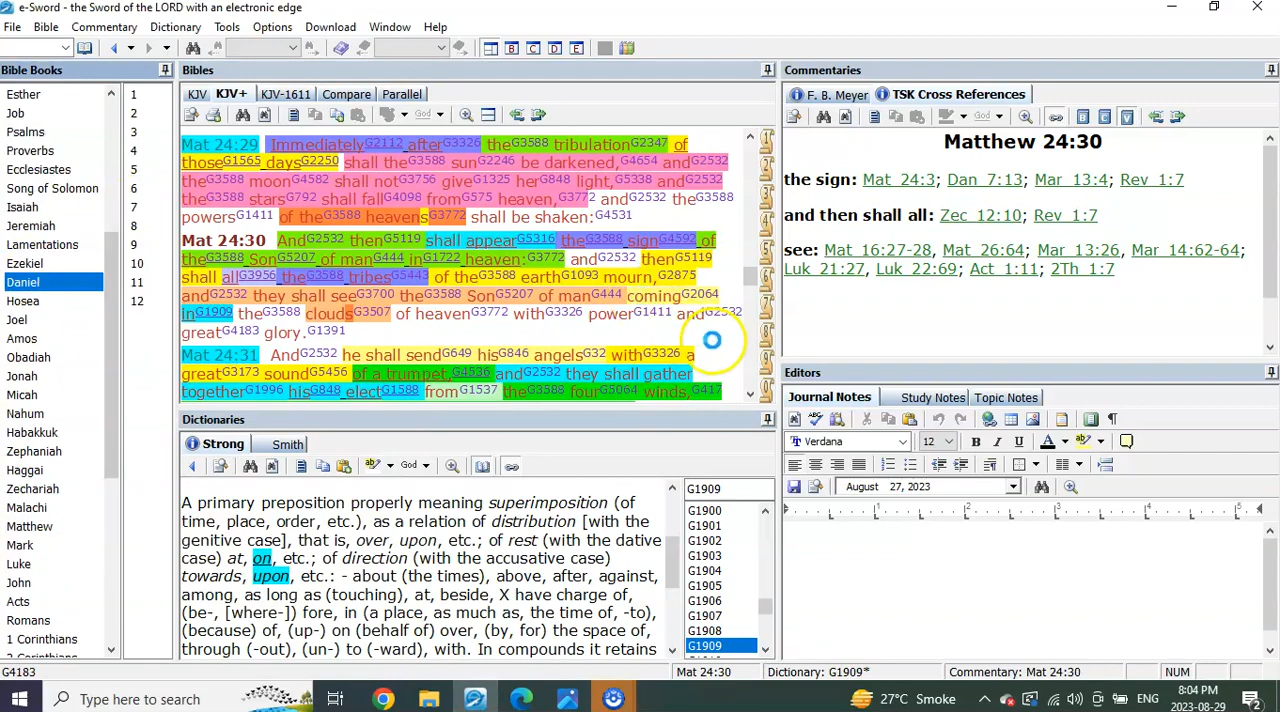 e-Sword - the Sword of the LORD with an electronic edge
File Bible Commentary Dictionary Tools Options Download Window Help
B C D E
Bible Books
Esther
Job
Psalms
Proverbs
Ecclesiastes
Song of Solomon
Isaiah
Jeremiah
Lamentations
Ezekiel
Daniel
Hosea
Joel
Amos
Obadiah
Jonah
Micah
Nahum
Habakkuk
Zephaniah
Haggai
Zechariah
Malachi
Matthew
Mark
Luke
John
Acts
Romans
1 Corinthians
2 Corinthians
1
2
3
4
5
6
7
8
9
10
11
12
Bibles
KJV KJV+ KJV-1611 Compare Parallel
God
Mat 24:29 ImmediatelyG2112 afterG3326 theG3588 tribulationG2347 of
thoseG1565 daysG2250 shall theG3588 sunG2246 be darkened,G4654 andG2532
theG3588 moonG4582 shall notG3756 giveG1325 herG848 light,G5338 andG2532
theG3588 starsG792 shall fallG4098 fromG575 heaven,G3772 andG2532 theG3588
powersG1411 of theG3588 heavensG3772 shall be shaken:G4531
Mat 24:30 AndG2532 thenG5119 shall appearG5316 theG3588 signG4592 of
theG3588 SonG5207 of manG444 inG1722 heaven:G3772 andG2532 thenG5119
shall allG3956 theG3588 tribesG5443 of theG3588 earthG1093 mourn,G2875
andG2532 they shall seeG3700 theG3588 SonG5207 of manG444 comingG2064
inG1909 theG3588 cloudsG3507 of heavenG3772 withG3326 powerG1411 andG2532
greatG4183 glory.G1391
Mat 24:31 AndG2532 he shall sendG649 hisG846 angelsG32 withG3326 a
greatG3173 soundG5456 of a trumpet,G4536 andG2532 they shall gather
togetherG1996 hisG848 electG1588 fromG1537 theG3588 fourG5064 winds,G417
Dictionaries
Strong Smith
God
A primary preposition properly meaning superimposition (of
time, place, order, etc.), as a relation of distribution [with the
genitive case], that is, over, upon, etc.; of rest (with the dative
case) at, on, etc.; of direction (with the accusative case)
towards, upon, etc.: - about (the times), above, after, against,
among, as long as (touching), at, beside, X have charge of,
(be-, [where-]) fore, in (a place, as much as, the time of, -to),
(because) of, (up-) on (behalf of) over, (by, for) the space of,
through (-out), (un-) to (-ward), with. In compounds it retains
G1909
G1900
G1901
G1902
G1903
G1904
G1905
G1906
G1907
G1908
G1909
Commentaries
F. B. Meyer TSK Cross References
God
Matthew 24:30
the sign: Mat 24:3; Dan 7:13; Mar 13:4; Rev 1:7
and then shall all: Zec 12:10; Rev 1:7
see: Mat 16:27-28, Mat 26:64; Mar 13:26, Mar 14:62-64;
Luk 21:27, Luk 22:69; Act 1:11; 2Th 1:7
Editors
Journal Notes Study Notes Topic Notes
Verdana 12 B I U A
August 27, 2023
1 2 3 4 5
G4183 Mat 24:30 Dictionary: G1909* Commentary: Mat 24:30 NUM
Type here to search
27°C Smoke
ENG
8:04 PM
2023-08-29
2